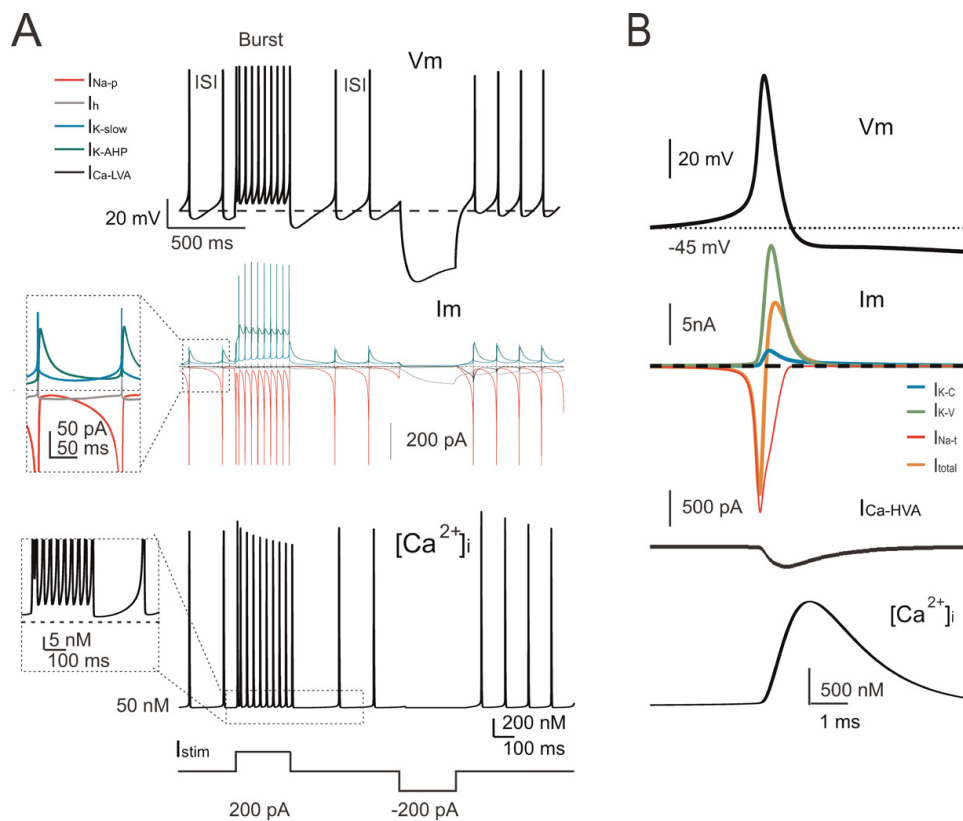 A
Burst
Vm
ISI
ISI
INa-p
Ih
IK-slow
IK-AHP
ICa-LVA
20 mV
500 ms
Im
50 pA
50 ms
200 pA
[Ca2+]i
5 nM
100 ms
50 nM
200 nM
100 ms
Istim
200 pA
-200 pA
B
Vm
20 mV
-45 mV
Im
5nA
IK-C
IK-V
INa-t
Itotal
500 pA
ICa-HVA
[Ca2+]i
500 nM
1 ms